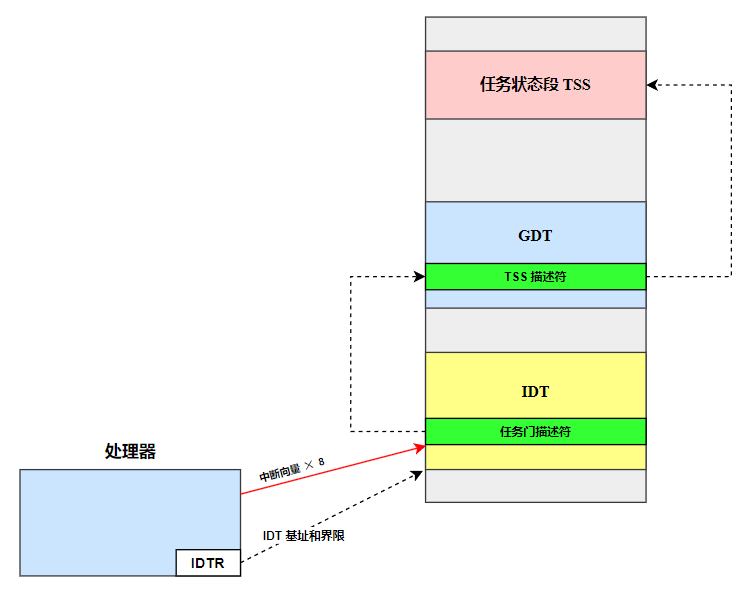 任务状态段 TSS
GDT
TSS 描述符
IDT
任务门描述符
处理器
中断向量 × 8
IDT 基址和界限
IDTR